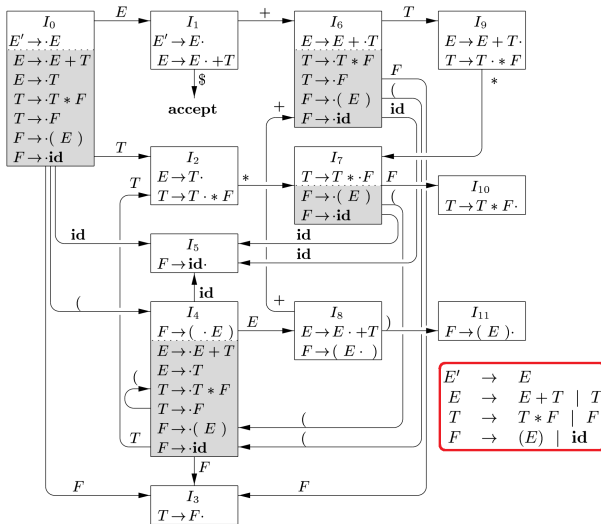 I₀
E′ → ·E
E → ·E + T
E → ·T
T → ·T * F
T → ·F
F → ·( E )
F → ·id
E
I₁
E′ → E·
E → E · +T
$
accept
+
I₆
E → E + ·T
T → ·T * F
T → ·F
F → ·( E )
F → ·id
T
I₉
E → E + T·
T → T · * F
*
F
(
id
+
T
I₂
E → T·
T → T · * F
*
I₇
T → T * ·F
F → ·( E )
F → ·id
F
(
I₁₀
T → T * F·
T
id
I₅
F → id·
id
id
id
(
I₄
F → ( · E )
E → ·E + T
E → ·T
T → ·T * F
T → ·F
F → ·( E )
F → ·id
E
+
I₈
E → E · +T
F → ( E · )
)
I₁₁
F → ( E )·
(
T
(
(
F
F
I₃
T → F·
F
E′ → E
E → E + T | T
T → T * F | F
F → (E) | id